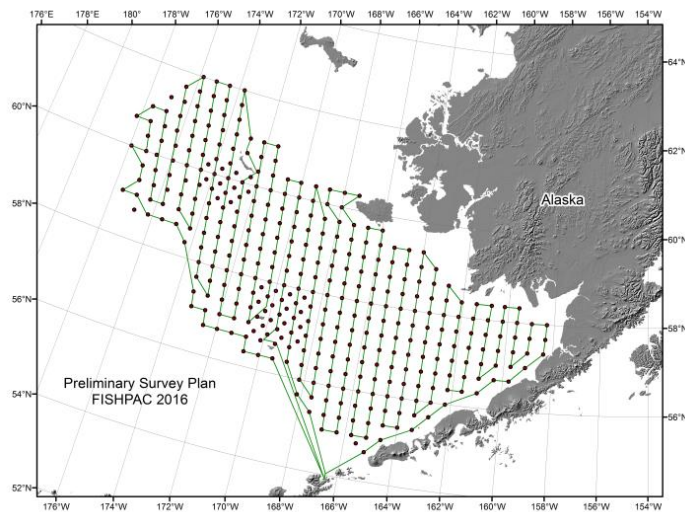 176°E 178°E 180° 178°W 176°W 174°W 172°W 170°W 168°W 166°W 164°W 162°W 160°W 158°W 156°W 154°W
64°N
60°N
62°N
58°N
Alaska
60°N
56°N
58°N
Preliminary Survey Plan
FISHPAC 2016
54°N
56°N
52°N
176°W 174°W 172°W 170°W 168°W 166°W 164°W 162°W 160°W 158°W 156°W 154°W 152°W